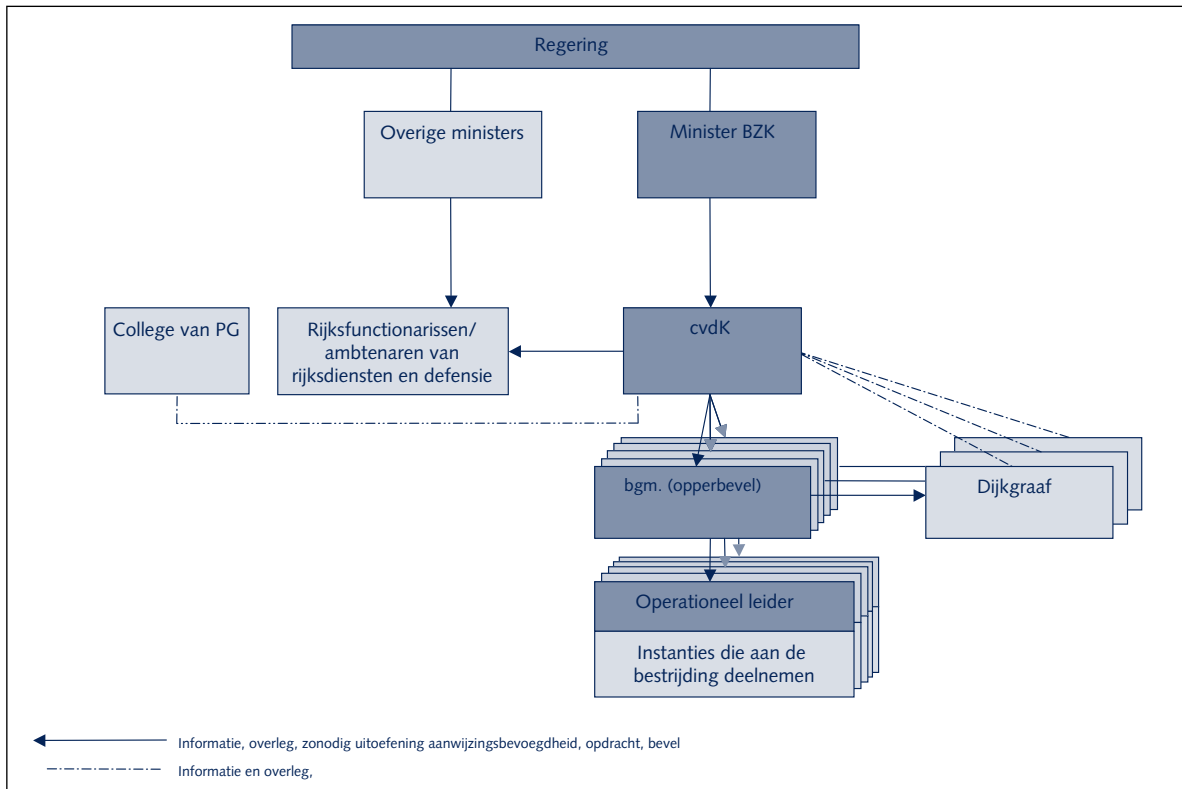 Regering
Overige ministers
Minister BZK
College van PG
Rijksfunctionarissen/
ambtenaren van
rijksdiensten en defensie
cvdK
bgm. (opperbevel)
Dijkgraaf
Operationeel leider
Instanties die aan de
bestrijding deelnemen
Informatie, overleg, zonodig uitoefening aanwijzingsbevoegdheid, opdracht, bevel
Informatie en overleg,